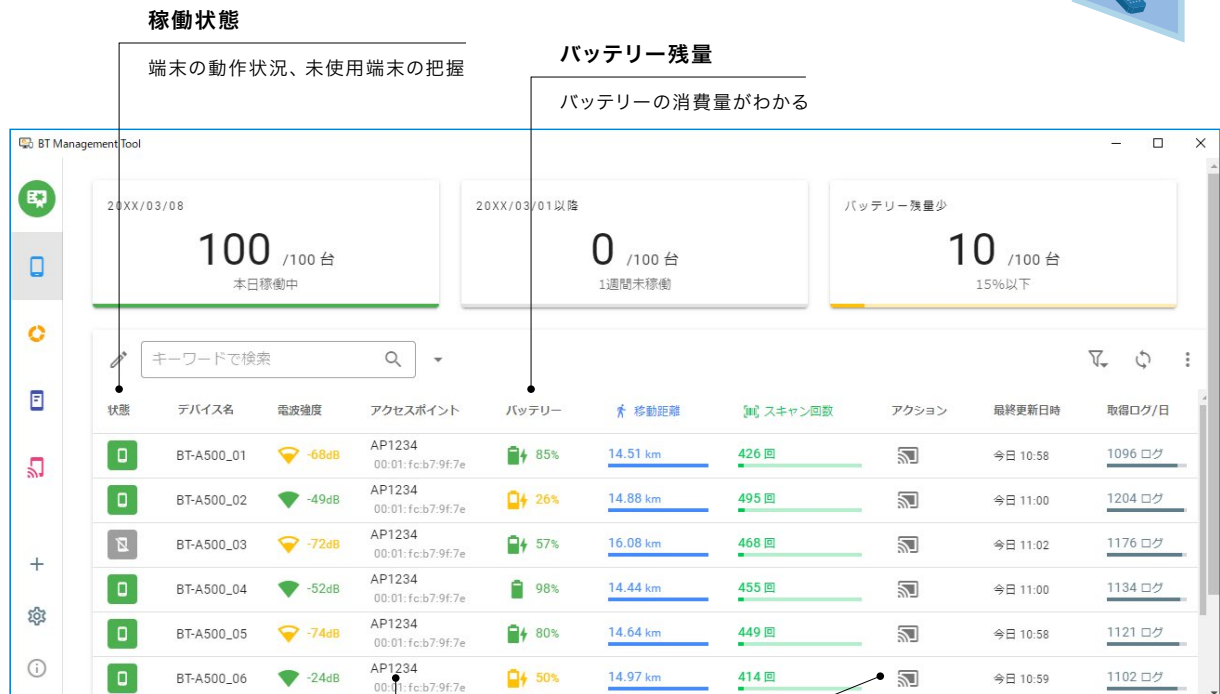 稼働状態
端末の動作状況、未使用端末の把握
バッテリー残量
バッテリーの消費量がわかる
BT Management Tool
20XX/03/08
100 /100 台
本日稼働中
20XX/03/01以降
0 /100 台
1週間未稼働
バッテリー残量少
10 /100 台
15%以下
キーワードで検索
状態 デバイス名 電波強度 アクセスポイント バッテリー 移動距離 スキャン回数 アクション 最終更新日時 取得ログ/日
BT-A500_01 -68dB AP1234 85% 14.51 km 426 回 今日 10:58 1096 ログ
00:01:fc:b7:9f:7e
BT-A500_02 -49dB AP1234 26% 14.88 km 495 回 今日 11:00 1204 ログ
00:01:fc:b7:9f:7e
BT-A500_03 -72dB AP1234 57% 16.08 km 468 回 今日 11:02 1176 ログ
00:01:fc:b7:9f:7e
BT-A500_04 -52dB AP1234 98% 14.44 km 455 回 今日 11:00 1134 ログ
00:01:fc:b7:9f:7e
BT-A500_05 -74dB AP1234 80% 14.64 km 449 回 今日 10:58 1121 ログ
00:01:fc:b7:9f:7e
BT-A500_06 -24dB AP1234 50% 14.97 km 414 回 今日 10:59 1102 ログ
00:01:fc:b7:9f:7e